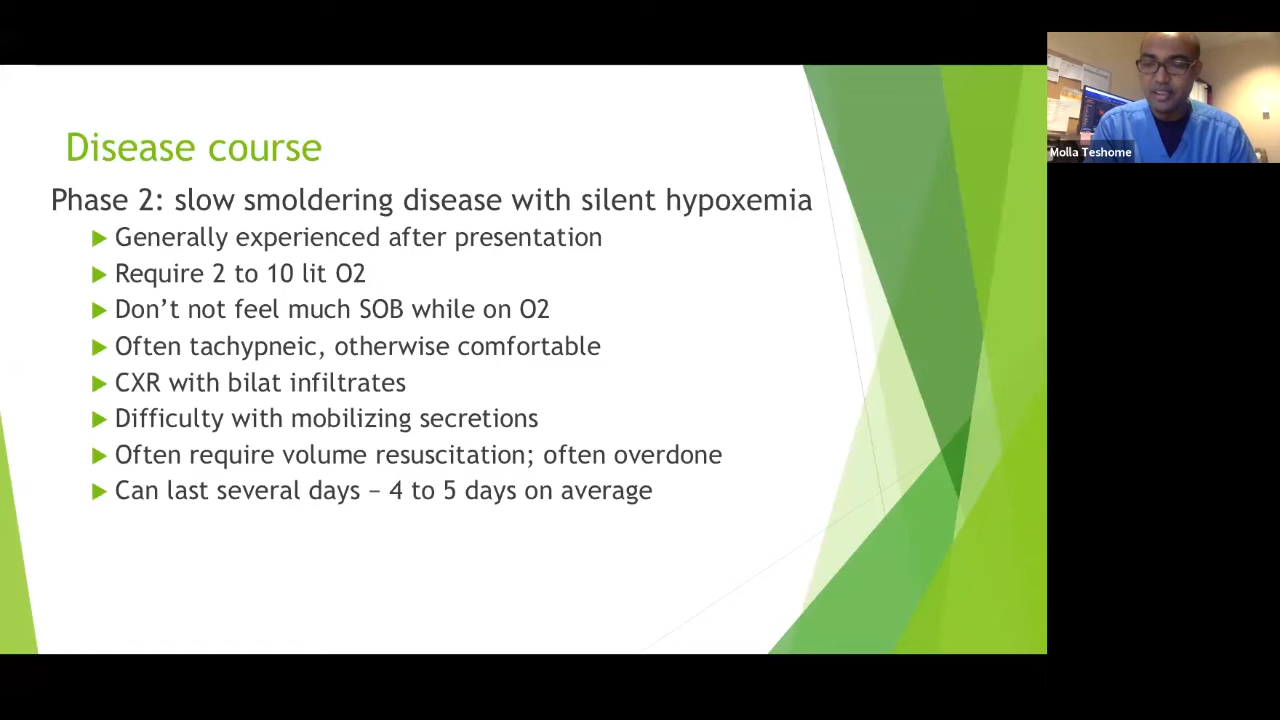 Disease course
Phase 2: slow smoldering disease with silent hypoxemia
Generally experienced after presentation
Require 2 to 10 lit O2
Don’t not feel much SOB while on O2
Often tachypneic, otherwise comfortable
CXR with bilat infiltrates
Difficulty with mobilizing secretions
Often require volume resuscitation; often overdone
Can last several days – 4 to 5 days on average
Molla Teshome